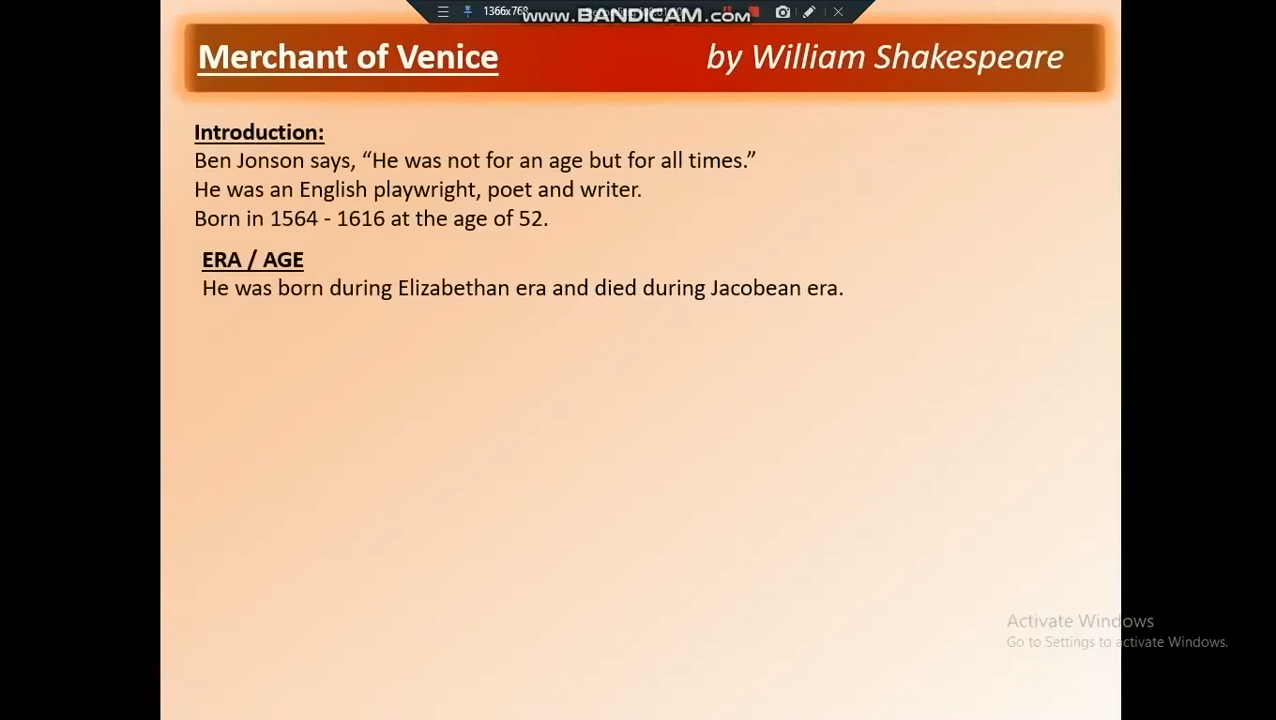 1366x768
www.BANDICAM.com
Merchant of Venice by William Shakespeare
Introduction:
Ben Jonson says, “He was not for an age but for all times.”
He was an English playwright, poet and writer.
Born in 1564 - 1616 at the age of 52.
ERA / AGE
He was born during Elizabethan era and died during Jacobean era.
Activate Windows
Go to Settings to activate Windows.